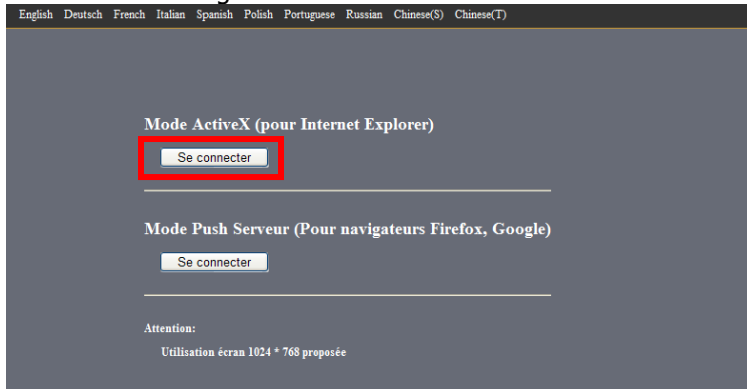 English Deutsch French Italian Spanish Polish Portuguese Russian Chinese(S) Chinese(T)
Mode ActiveX (pour Internet Explorer)
Se connecter
Mode Push Serveur (Pour navigateurs Firefox, Google)
Se connecter
Attention:
Utilisation écran 1024 * 768 proposée